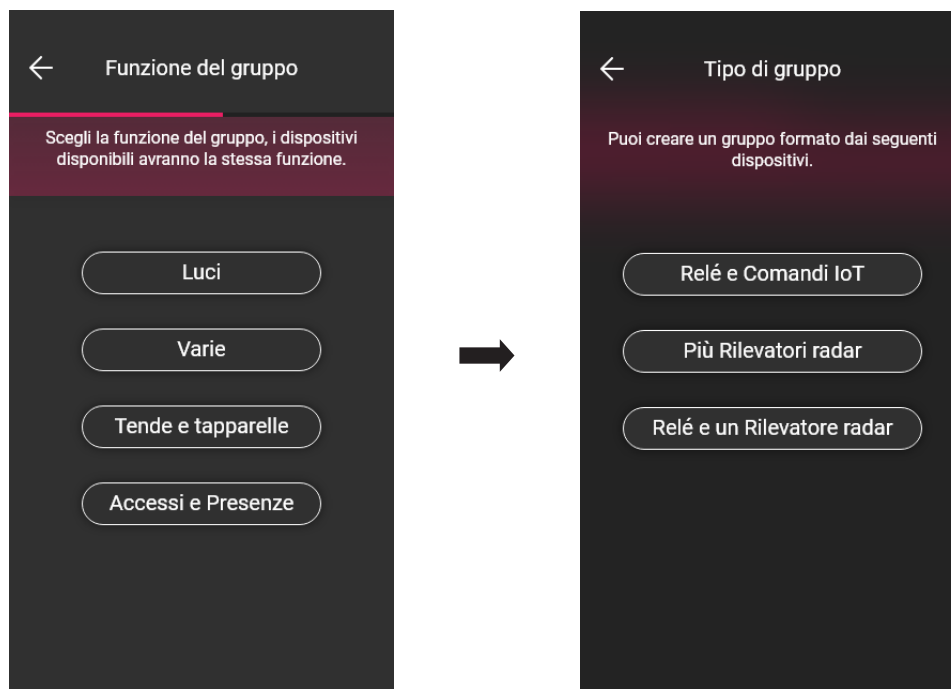 Funzione del gruppo
Scegli la funzione del gruppo, i dispositivi
disponibili avranno la stessa funzione.
Luci
Varie
Tende e tapparelle
Accessi e Presenze
Tipo di gruppo
Puoi creare un gruppo formato dai seguenti
dispositivi.
Relé e Comandi IoT
Più Rilevatori radar
Relé e un Rilevatore radar